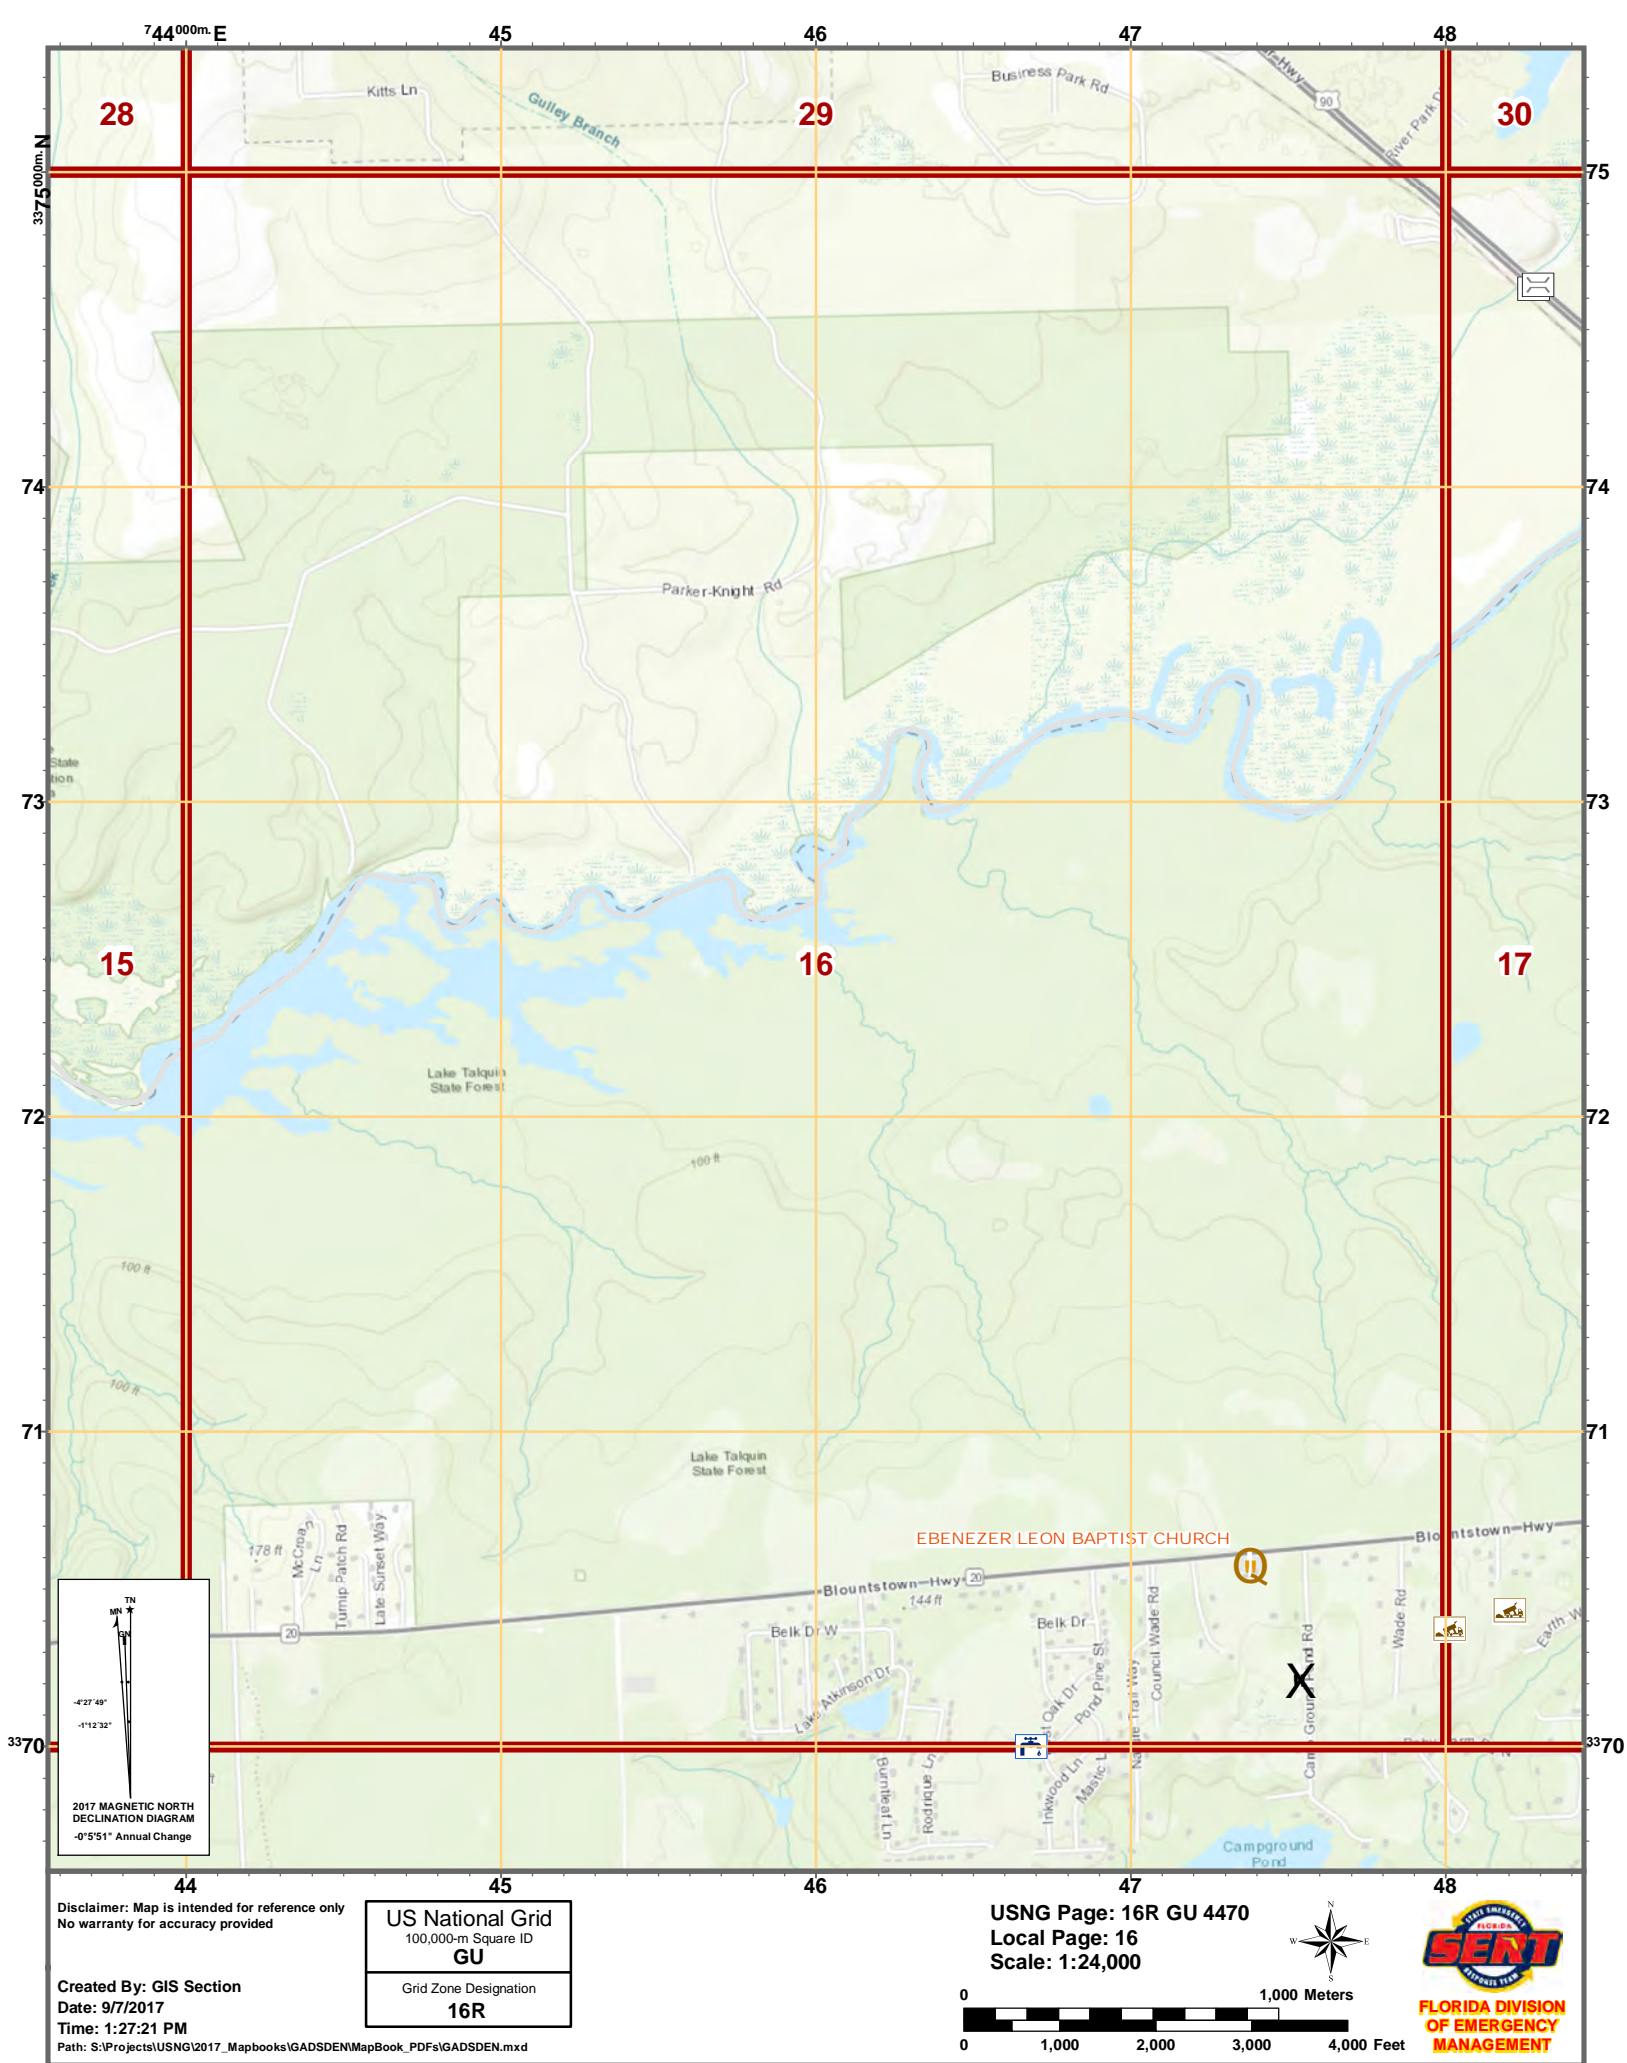 744000m. E 45 46 47 48
Kitts Ln
Gulley Branch
Business Park Rd
90
28 29 30
3375000m. N
75
74 74
Parker-Knight Rd
State
73 73
15 16 17
Lake Talquin
State Forest
72 72
100 ft
100 ft
100 ft
71 71
Lake Talquin
State Forest
EBENEZER LEON BAPTIST CHURCH
Blountstown-Hwy
178 ft
McCroan Ln
Turnip Patch Rd
Late Sunset Way
20
Blountstown-Hwy
20
144 ft
Belk Dr W
Belk Dr
Lake Atkinson Dr
Pond Pine St
Council Wade Rd
Wade Rd
X
TN
MN
GN
-4°27'49"
-1°12'32"
2017 MAGNETIC NORTH
DECLINATION DIAGRAM
-0°5'51" Annual Change
3370 3370
Burntleaf Ln
Rodrique Ln
Inkwood Ln
Campground
Pond
44 45 46 47 48
Disclaimer: Map is intended for reference only
No warranty for accuracy provided
Created By: GIS Section
Date: 9/7/2017
Time: 1:27:21 PM
Path: S:\Projects\USNG\2017_Mapbooks\GADSDEN\MapBook_PDFs\GADSDEN.mxd
US National Grid
100,000-m Square ID
GU
Grid Zone Designation
16R
USNG Page: 16R GU 4470
Local Page: 16
Scale: 1:24,000
0 1,000 Meters
0 1,000 2,000 3,000 4,000 Feet
N
W E
S
STATE EMERGENCY
FLORIDA
SERT
RESPONSE TEAM
FLORIDA DIVISION
OF EMERGENCY
MANAGEMENT